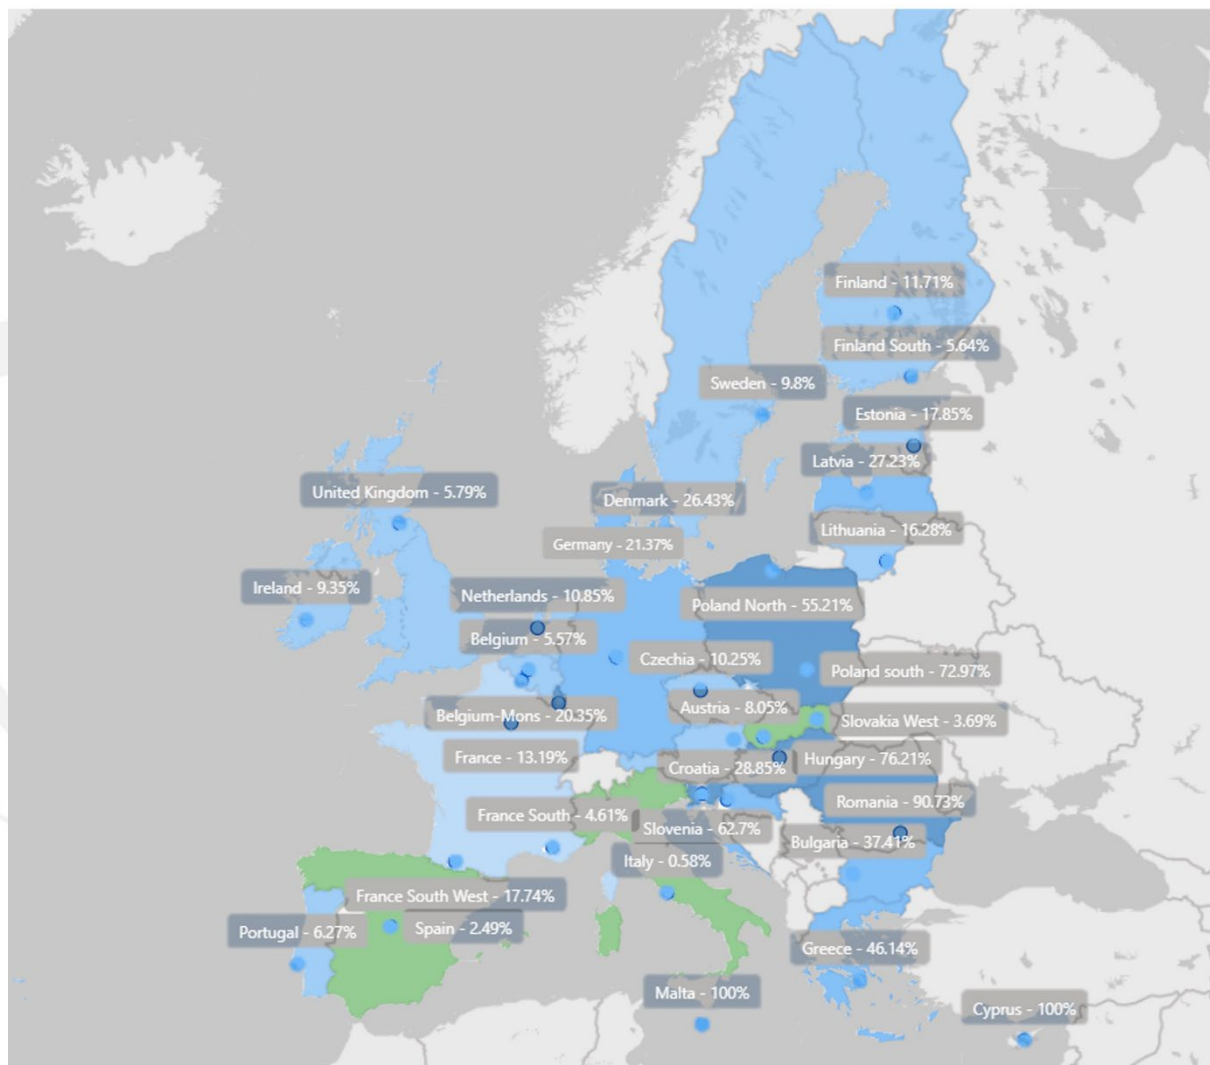 Finland - 11.71%
Finland South - 5.64%
Sweden - 9.8%
Estonia - 17.85%
Latvia - 27.23%
United Kingdom - 5.79%
Denmark - 26.43%
Lithuania - 16.28%
Germany - 21.37%
Ireland - 9.35%
Netherlands - 10.85%
Poland North - 55.21%
Belgium - 5.57%
Czechia - 10.25%
Poland south - 72.97%
Belgium-Mons - 20.35%
Austria - 8.05%
Slovakia West - 3.69%
France - 13.19%
Croatia - 28.85%
Hungary - 76.21%
Romania - 90.73%
France South - 4.61%
Slovenia - 62.7%
Bulgaria - 37.41%
Italy - 0.58%
France South West - 17.74%
Portugal - 6.27%
Spain - 2.49%
Greece - 46.14%
Malta - 100%
Cyprus - 100%